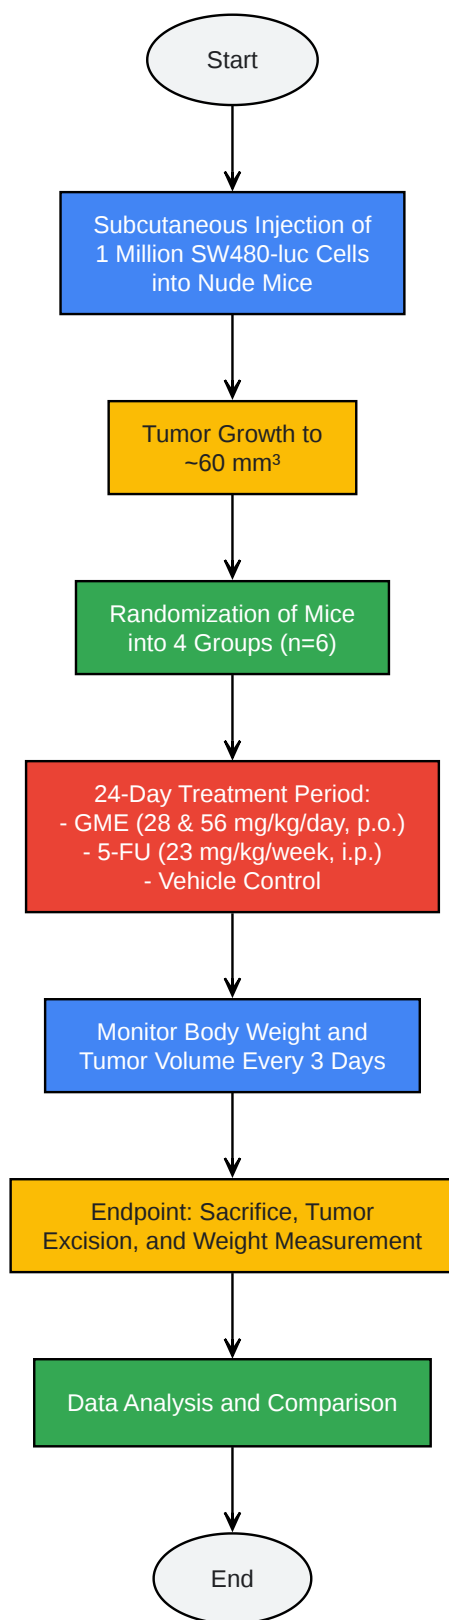 Start
Subcutaneous Injection of
1 Million SW480-luc Cells
into Nude Mice
Tumor Growth to
~60 mm³
Randomization of Mice
into 4 Groups (n=6)
24-Day Treatment Period:
- GME (28 & 56 mg/kg/day, p.o.)
- 5-FU (23 mg/kg/week, i.p.)
- Vehicle Control
Monitor Body Weight and
Tumor Volume Every 3 Days
Endpoint: Sacrifice, Tumor
Excision, and Weight Measurement
Data Analysis and Comparison
End